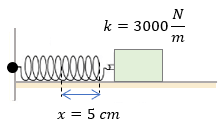 k = 3000 N/m
x = 5 cm